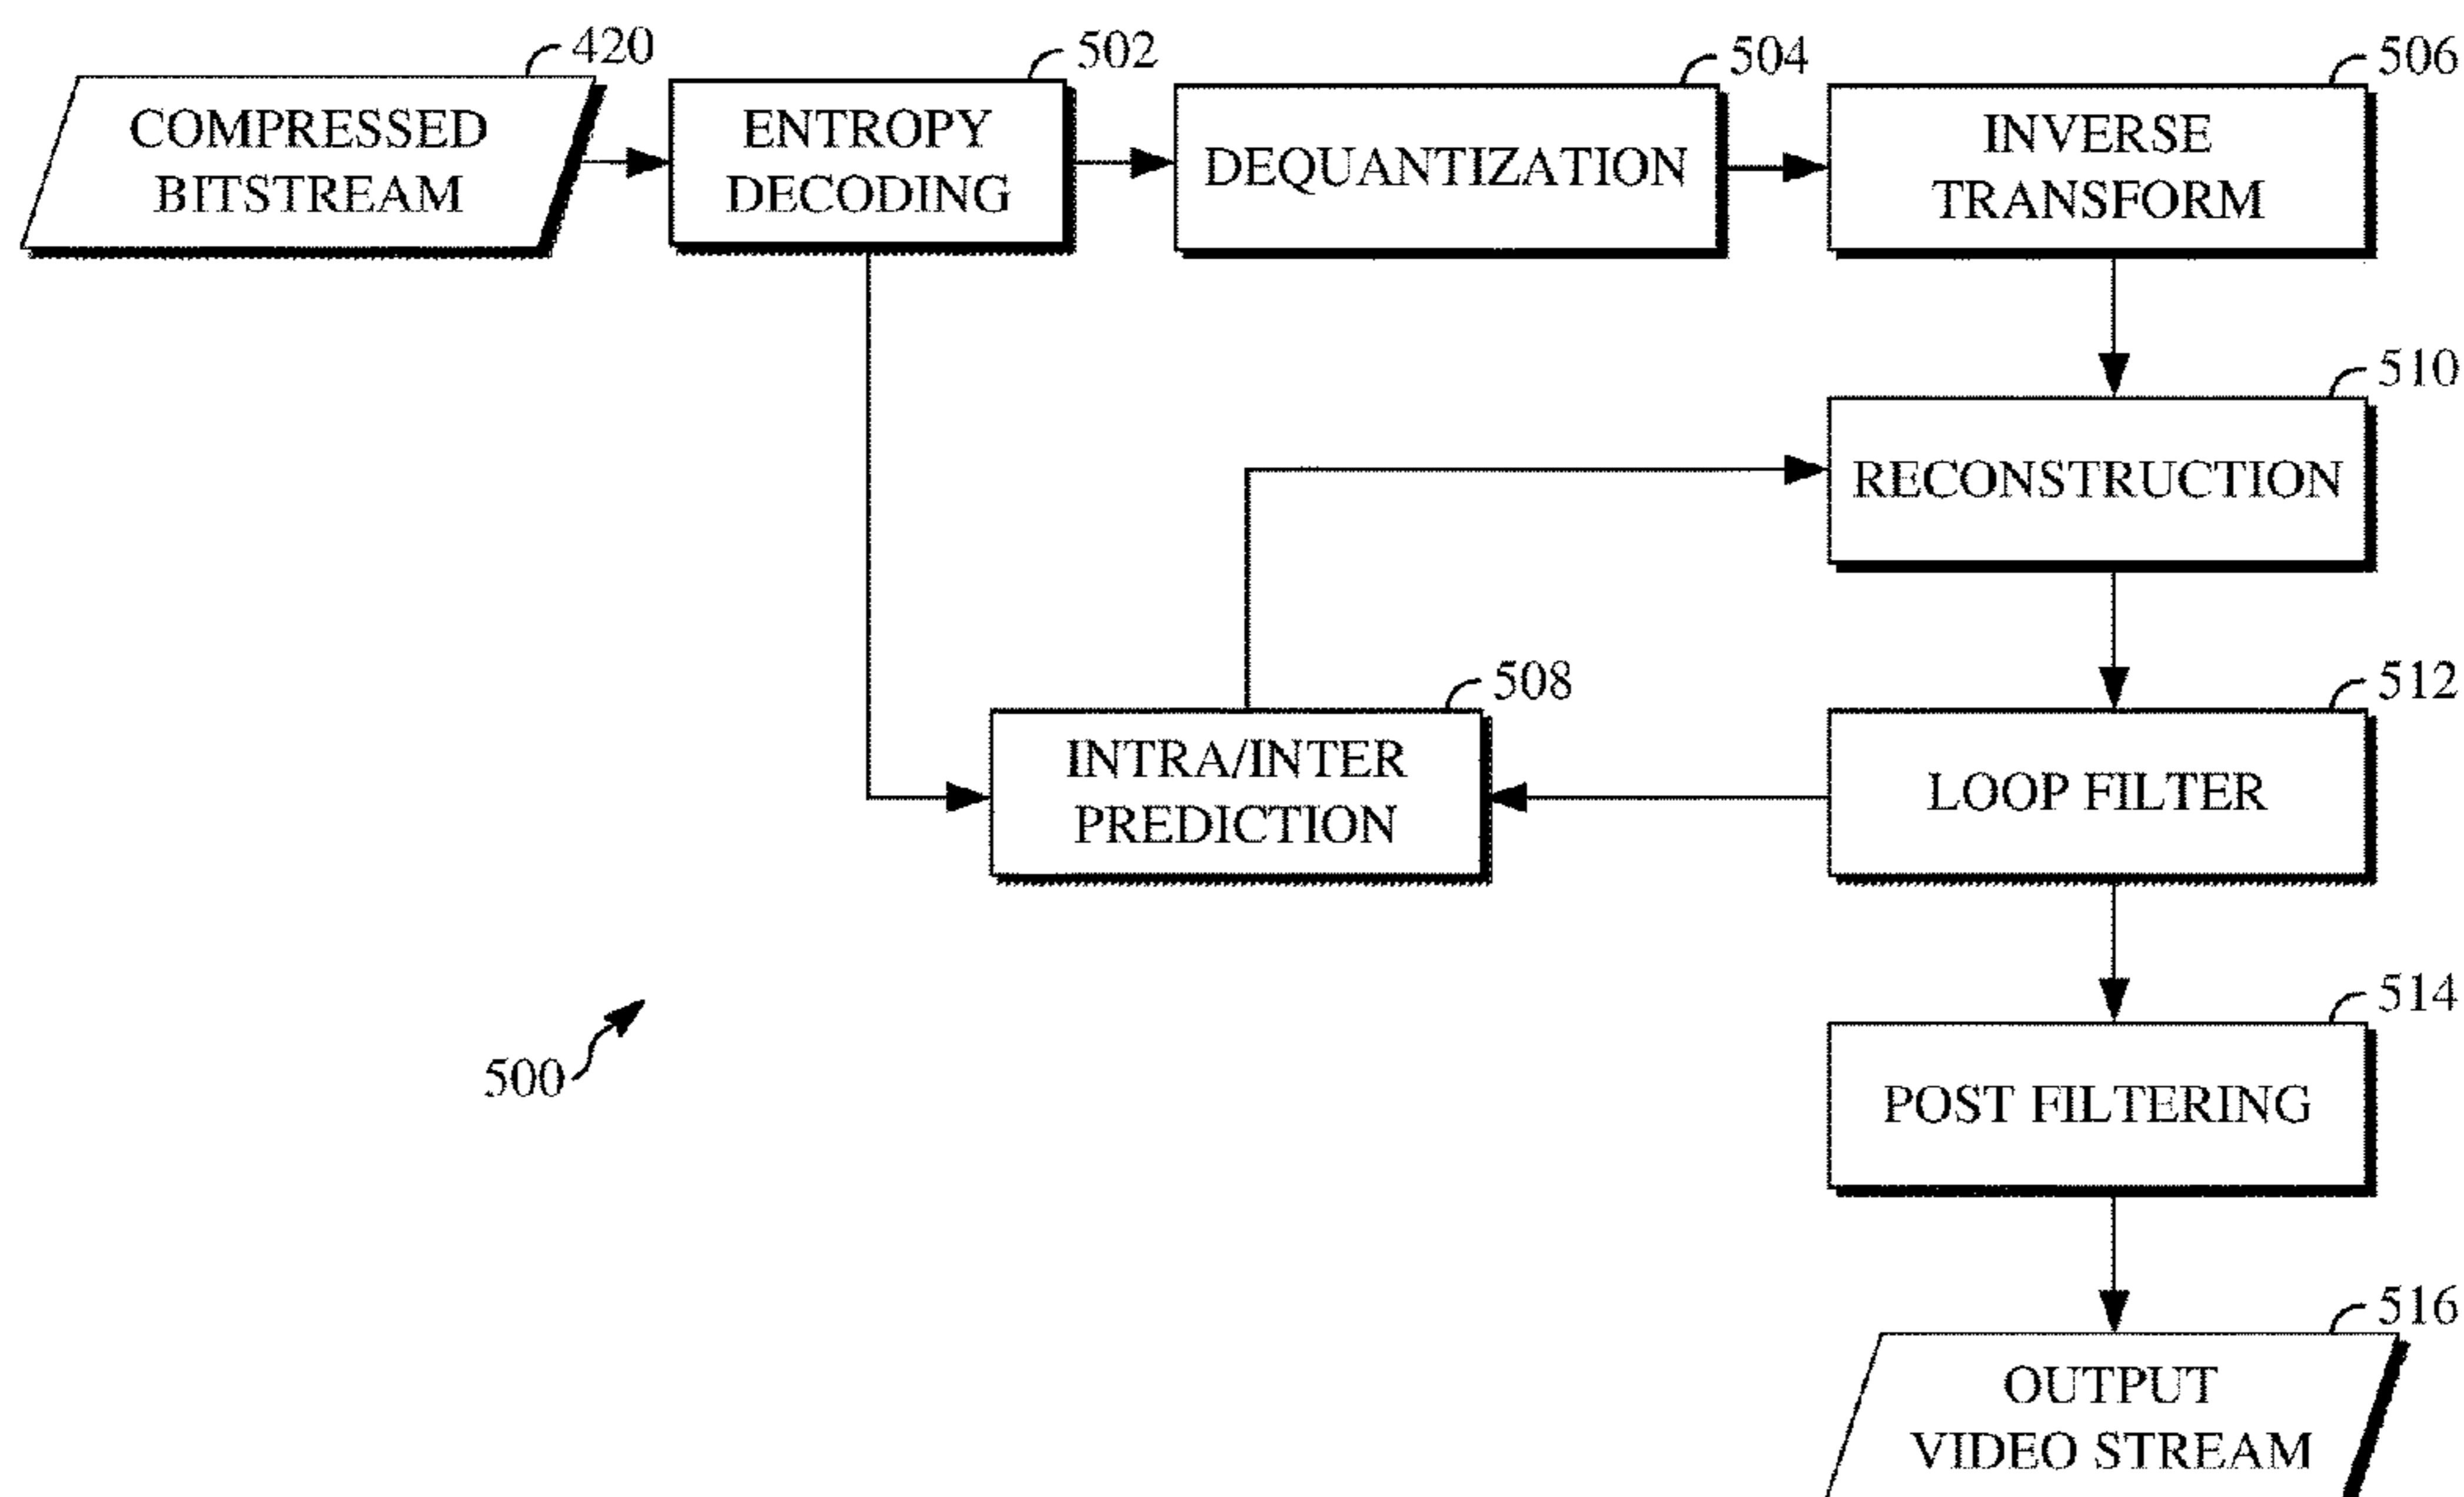 420
COMPRESSED
BITSTREAM
502
ENTROPY
DECODING
504
DEQUANTIZATION
506
INVERSE
TRANSFORM
510
RECONSTRUCTION
508
INTRA/INTER
PREDICTION
512
LOOP FILTER
500
514
POST FILTERING
516
OUTPUT
VIDEO STREAM